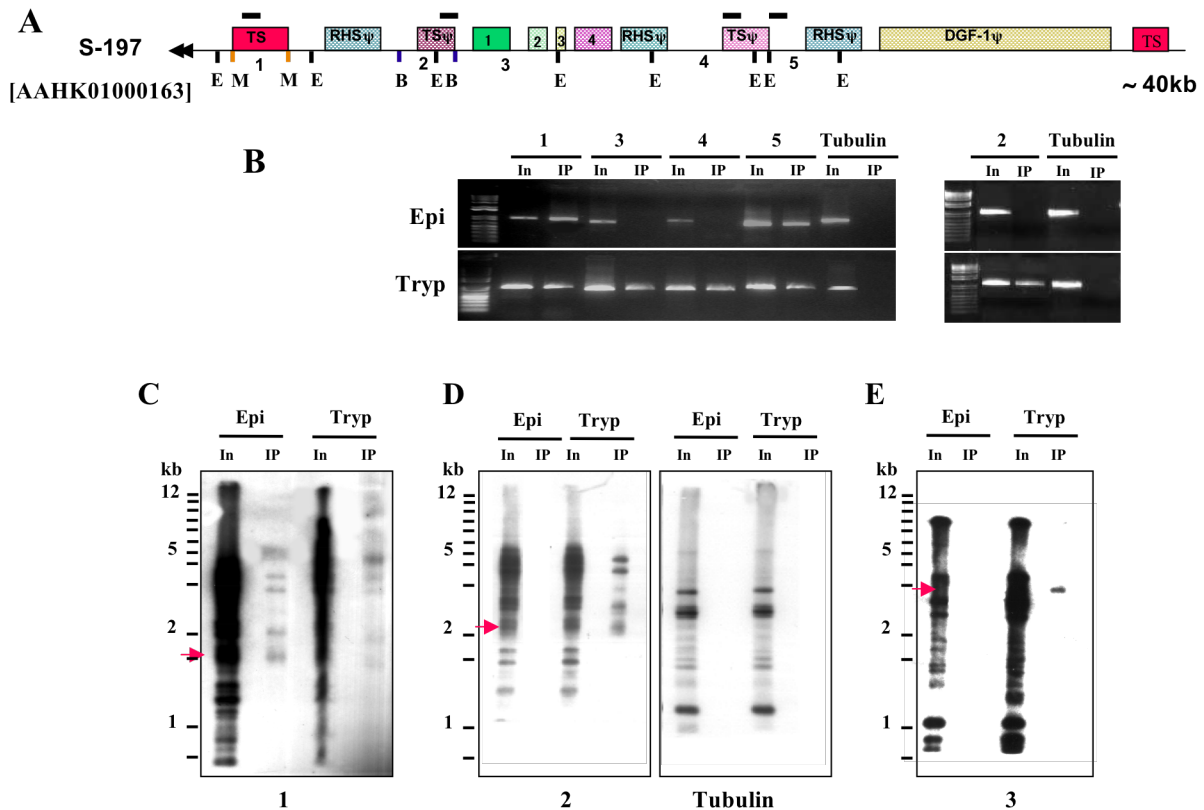 A
S-197
[AAHK01000163]
TS RHSψ TSψ 1 2 3 4 RHSψ TSψ RHSψ DGF-1ψ TS
1 2 3 4 5
E M M E B E B E E E E E
~ 40kb
B
1 3 4 5 Tubulin 2 Tubulin
In IP In IP In IP In IP In IP In IP In IP
Epi
Tryp
C
Epi Tryp
In IP In IP
kb
12
5
2
1
1
D
Epi Tryp Epi Tryp
In IP In IP In IP In IP
kb
12
5
2
1
2 Tubulin
E
Epi Tryp
In IP In IP
kb
12
5
2
1
3